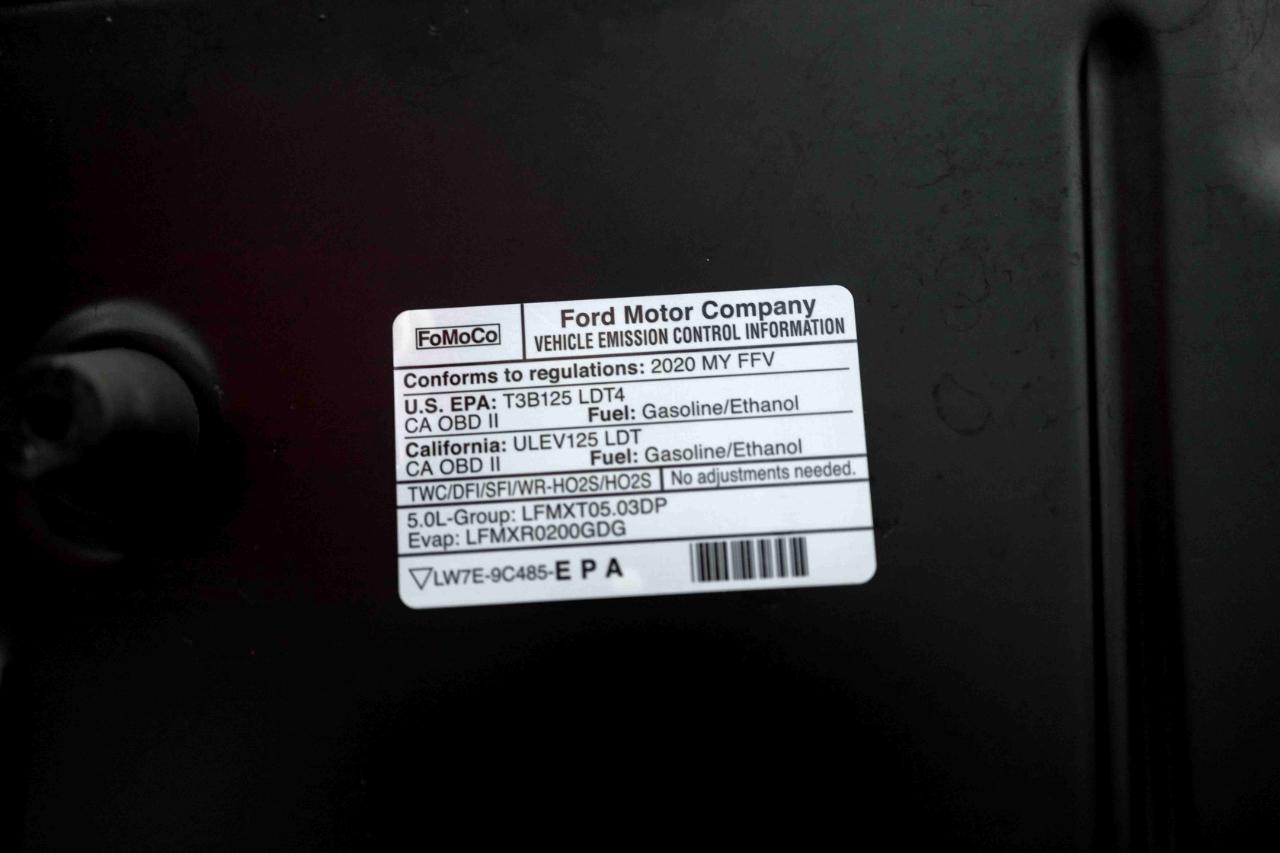 FoMoCo
Ford Motor Company
VEHICLE EMISSION CONTROL INFORMATION
Conforms to regulations: 2020 MY FFV
U.S. EPA: T3B125 LDT4
CA OBD II Fuel: Gasoline/Ethanol
California: ULEV125 LDT
CA OBD II Fuel: Gasoline/Ethanol
TWC/DFI/SFI/WR-HO2S/HO2S No adjustments needed.
5.0L-Group: LFMXT05.03DP
Evap: LFMXR0200GDG
LW7E-9C485-EPA